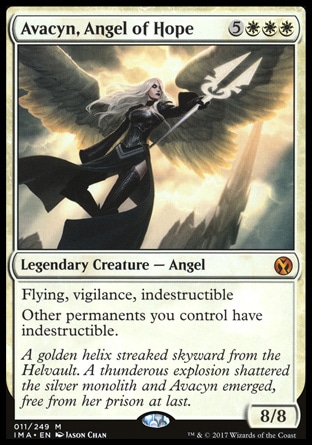 Avacyn, Angel of Hope 5
Legendary Creature — Angel
Flying, vigilance, indestructible
Other permanents you control have
indestructible.
A golden helix streaked skyward from the
Helvault. A thunderous explosion shattered
the silver monolith and Avacyn emerged,
free from her prison at last.
8/8
011/249 M
IMA • EN Jason Chan
™ & © 2017 Wizards of the Coast